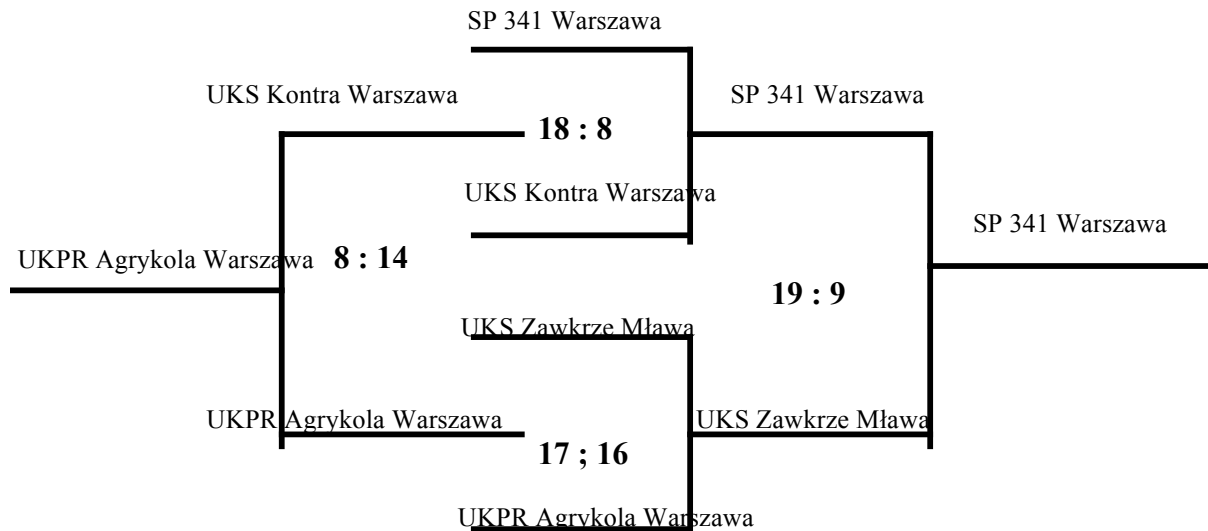 SP 341 Warszawa
UKS Kontra Warszawa
SP 341 Warszawa
18 : 8
UKS Kontra Warszawa
SP 341 Warszawa
UKPR Agrykola Warszawa
8 : 14
19 : 9
UKS Zawkrze Mława
UKPR Agrykola Warszawa
UKS Zawkrze Mława
17 ; 16
UKPR Agrykola Warszawa